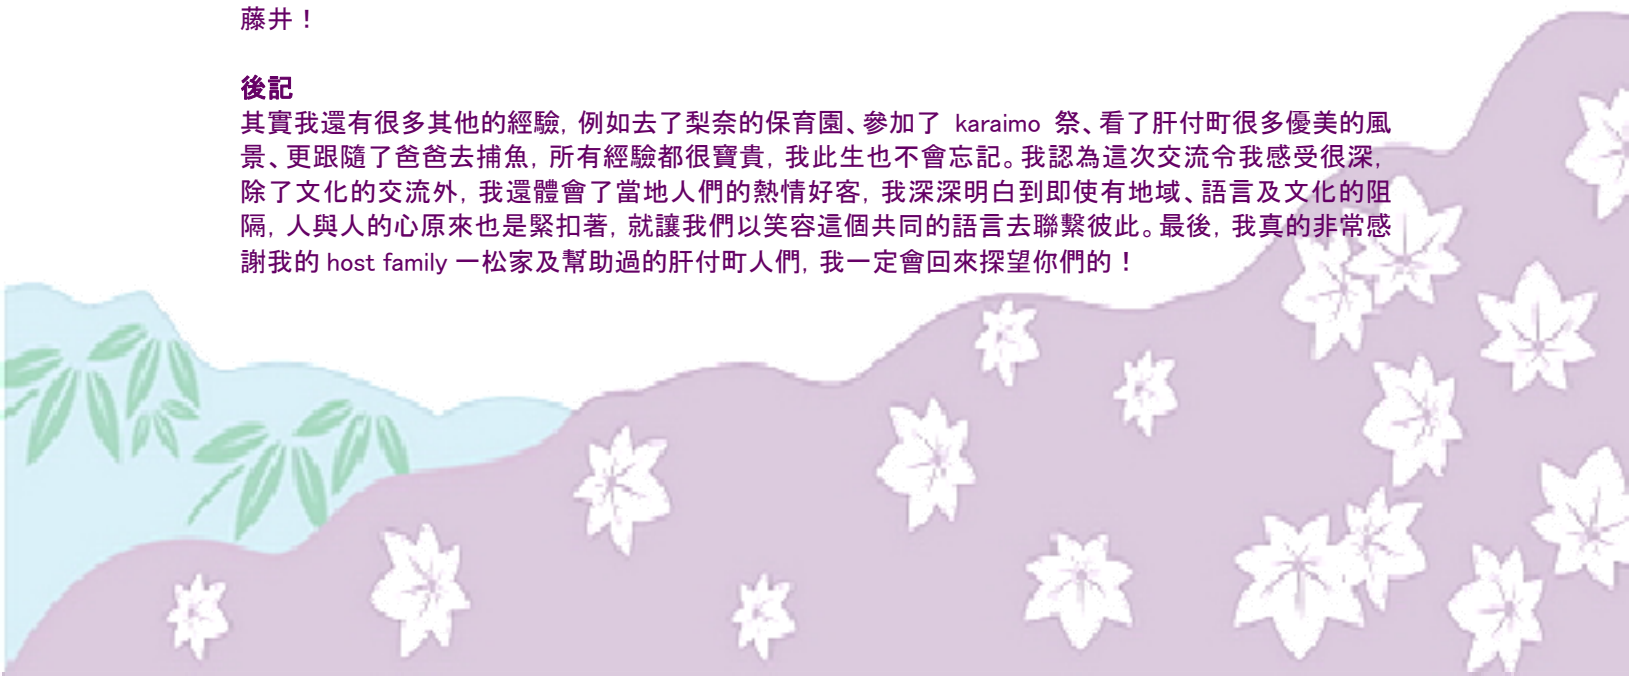 藤井！
後記
其實我還有很多其他的經驗, 例如去了梨奈的保育園、參加了 karaimo 祭、看了肝付町很多優美的風
景、更跟隨了爸爸去捕魚, 所有經驗都很寶貴, 我此生也不會忘記。我認為這次交流令我感受很深,
除了文化的交流外, 我還體會了當地人們的熱情好客, 我深深明白到即使有地域、語言及文化的阻
隔, 人與人的心原來也是緊扣著, 就讓我們以笑容這個共同的語言去聯繫彼此。最後, 我真的非常感
謝我的 host family 一松家及幫助過的肝付町人們, 我一定會回來探望你們的！